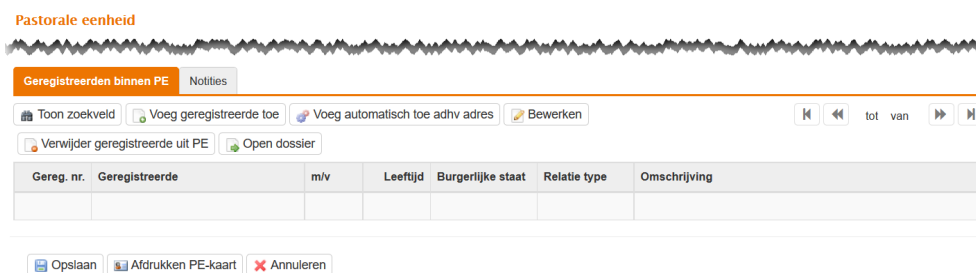 Pastorale eenheid
Geregistreerden binnen PE Notities
Toon zoekveld Voeg geregistreerde toe Voeg automatisch toe adhv adres Bewerken tot van
Verwijder geregistreerde uit PE Open dossier
Gereg. nr. Geregistreerde m/v Leeftijd Burgerlijke staat Relatie type Omschrijving
Opslaan Afdrukken PE-kaart Annuleren